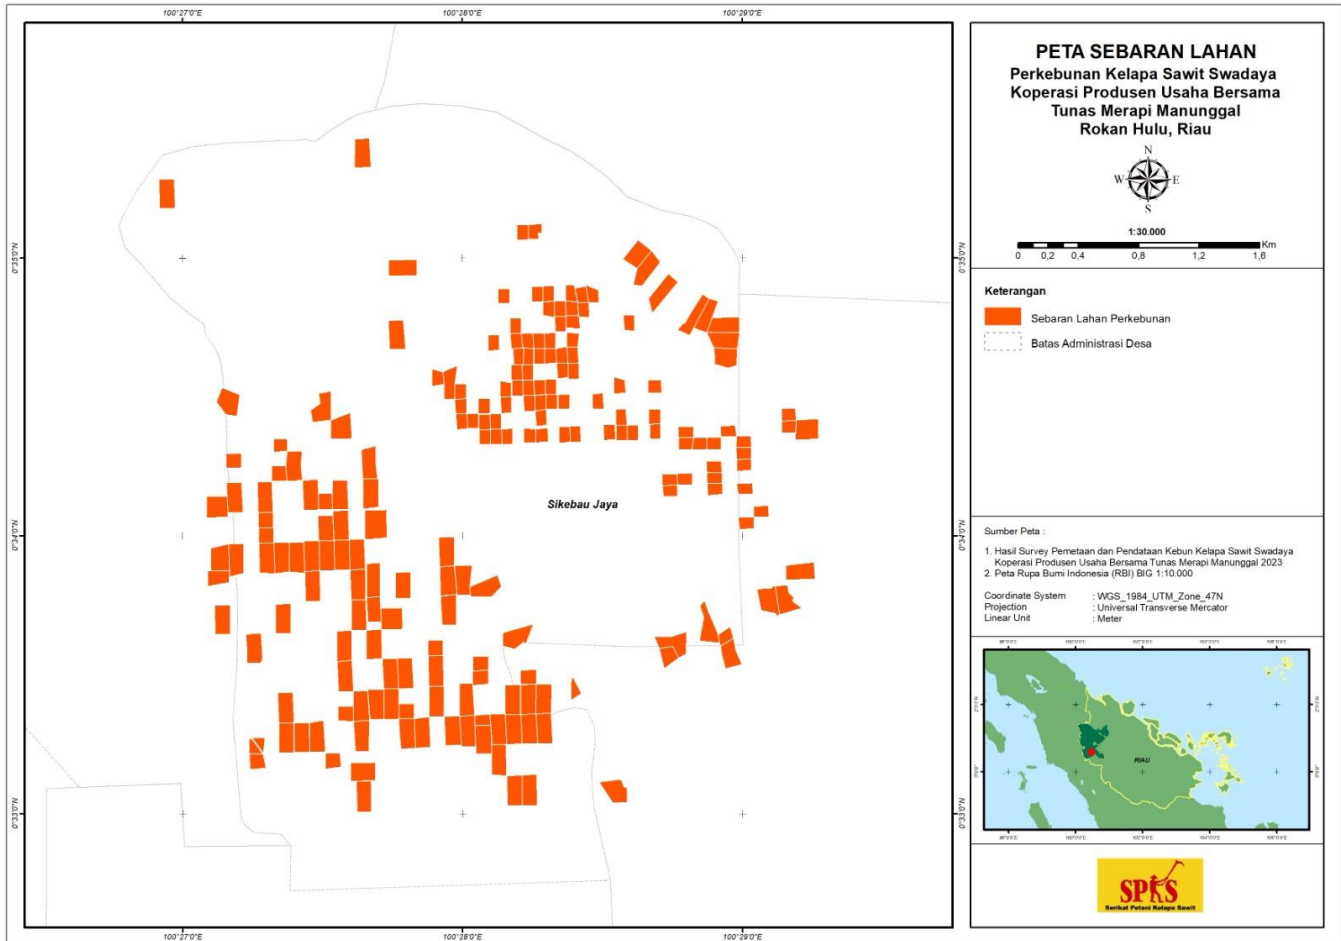 100°27'0"E
100°28'0"E
100°29'0"E
0°35'0"N
0°35'0"N
0°34'0"N
0°34'0"N
0°33'0"N
0°33'0"N
Sikebau Jaya
100°27'0"E
100°28'0"E
100°29'0"E
PETA SEBARAN LAHAN
Perkebunan Kelapa Sawit Swadaya
Koperasi Produsen Usaha Bersama
Tunas Merapi Manunggal
Rokan Hulu, Riau
N
W E
S
1:30.000
Km
0 0,2 0,4 0,8 1,2 1,6
Keterangan
Sebaran Lahan Perkebunan
Batas Administrasi Desa
Sumber Peta :
1. Hasil Survey Pemetaan dan Pendataan Kebun Kelapa Sawit Swadaya
Koperasi Produsen Usaha Bersama Tunas Merapi Manunggal 2023
2. Peta Rupa Bumi Indonesia (RBI) BIG 1:10.000
Coordinate System : WGS_1984_UTM_Zone_47N
Projection : Universal Transverse Mercator
Linear Unit : Meter
RIAU
SPKS
Serikat Petani Kelapa Sawit